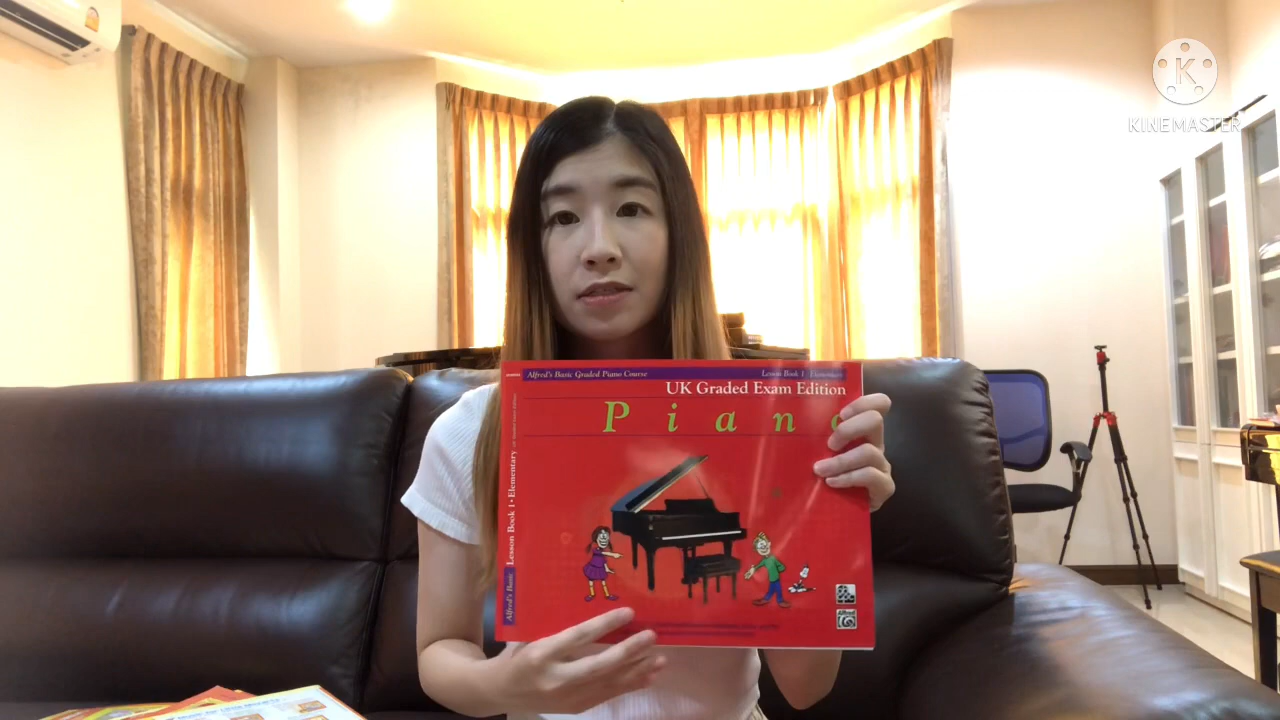 K
KINEMASTER
Alfred's Basic Graded Piano Course
Lesson Book 1 · Elementary
UK Graded Exam Edition
Piano
Alfred's Basic Lesson Book 1 • Elementary